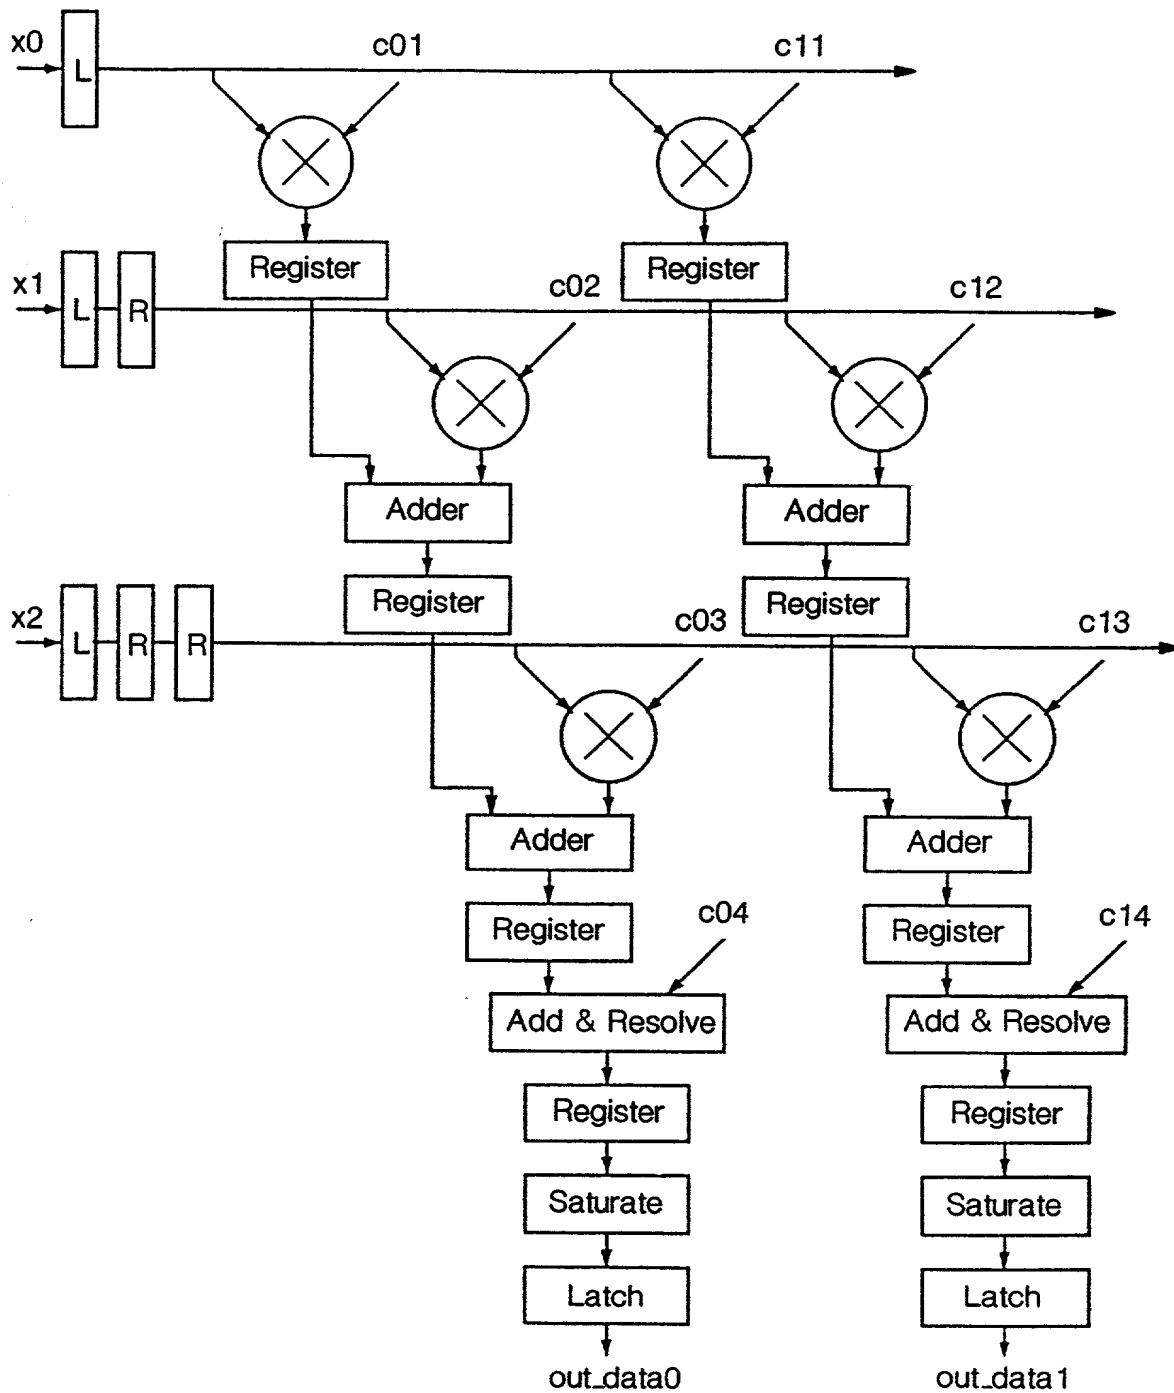 x0
L
c01
c11
Register
Register
x1
L
R
c02
c12
Adder
Adder
Register
Register
x2
L
R
R
c03
c13
Adder
Adder
Register
c04
Register
c14
Add & Resolve
Add & Resolve
Register
Register
Saturate
Saturate
Latch
Latch
out_data0
out_data1